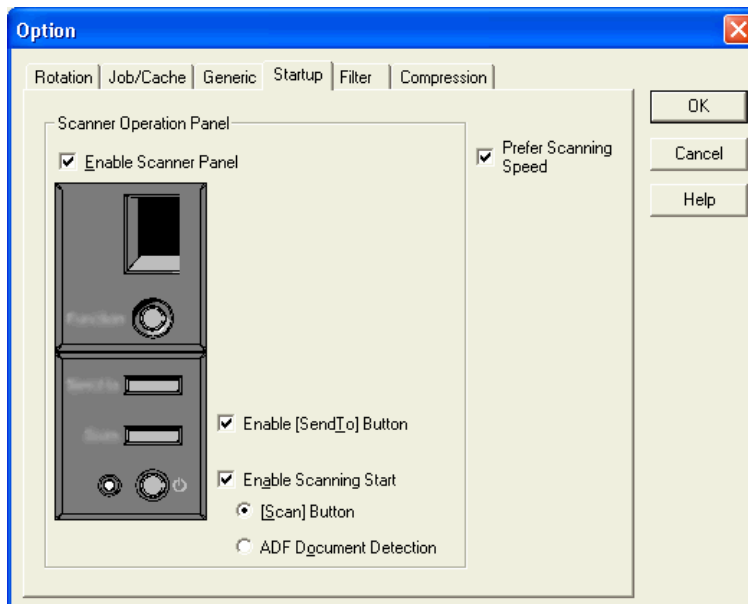 Option
Rotation Job/Cache Generic Startup Filter Compression
OK
Cancel
Help
Scanner Operation Panel
Enable Scanner Panel
Prefer Scanning
Speed
Function
Send to
Scan
Enable [SendTo] Button
Enable Scanning Start
[Scan] Button
ADF Document Detection